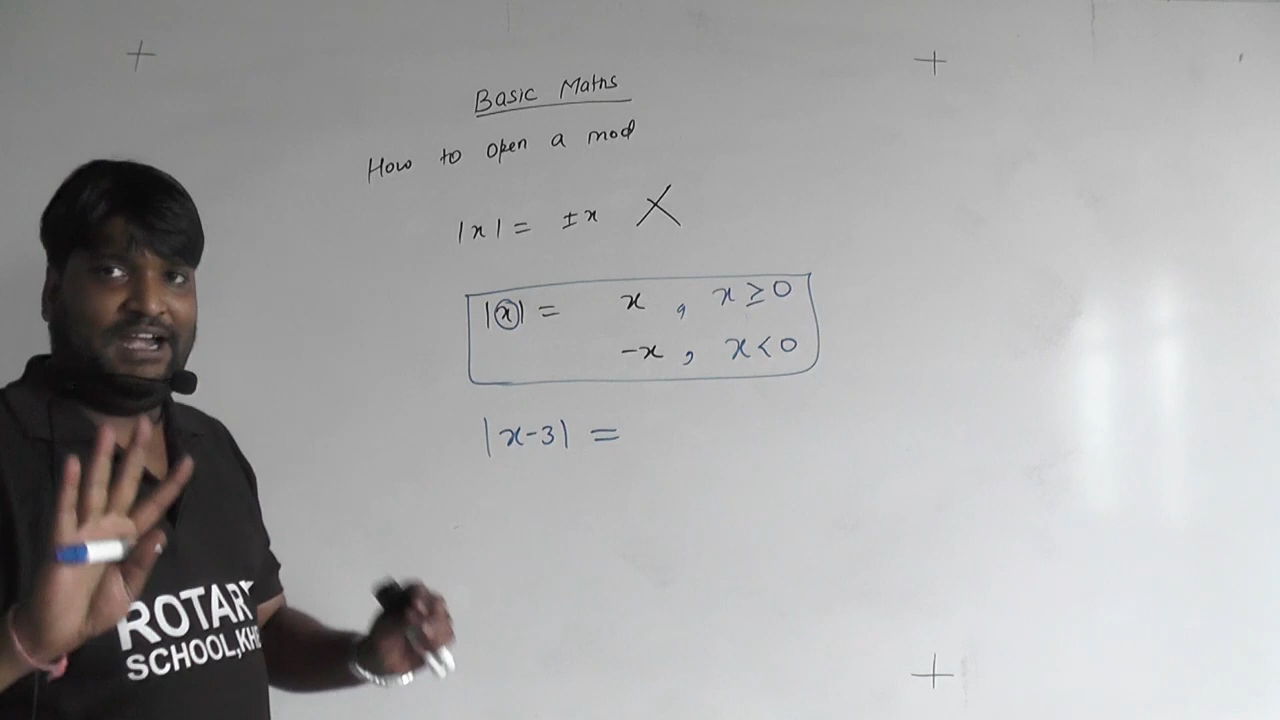 Basic Maths
How to open a mod
|x| = ±x ✗
|x| = x , x ≥ 0
-x , x < 0
|x-3| =
ROTAR
SCHOOL,KH